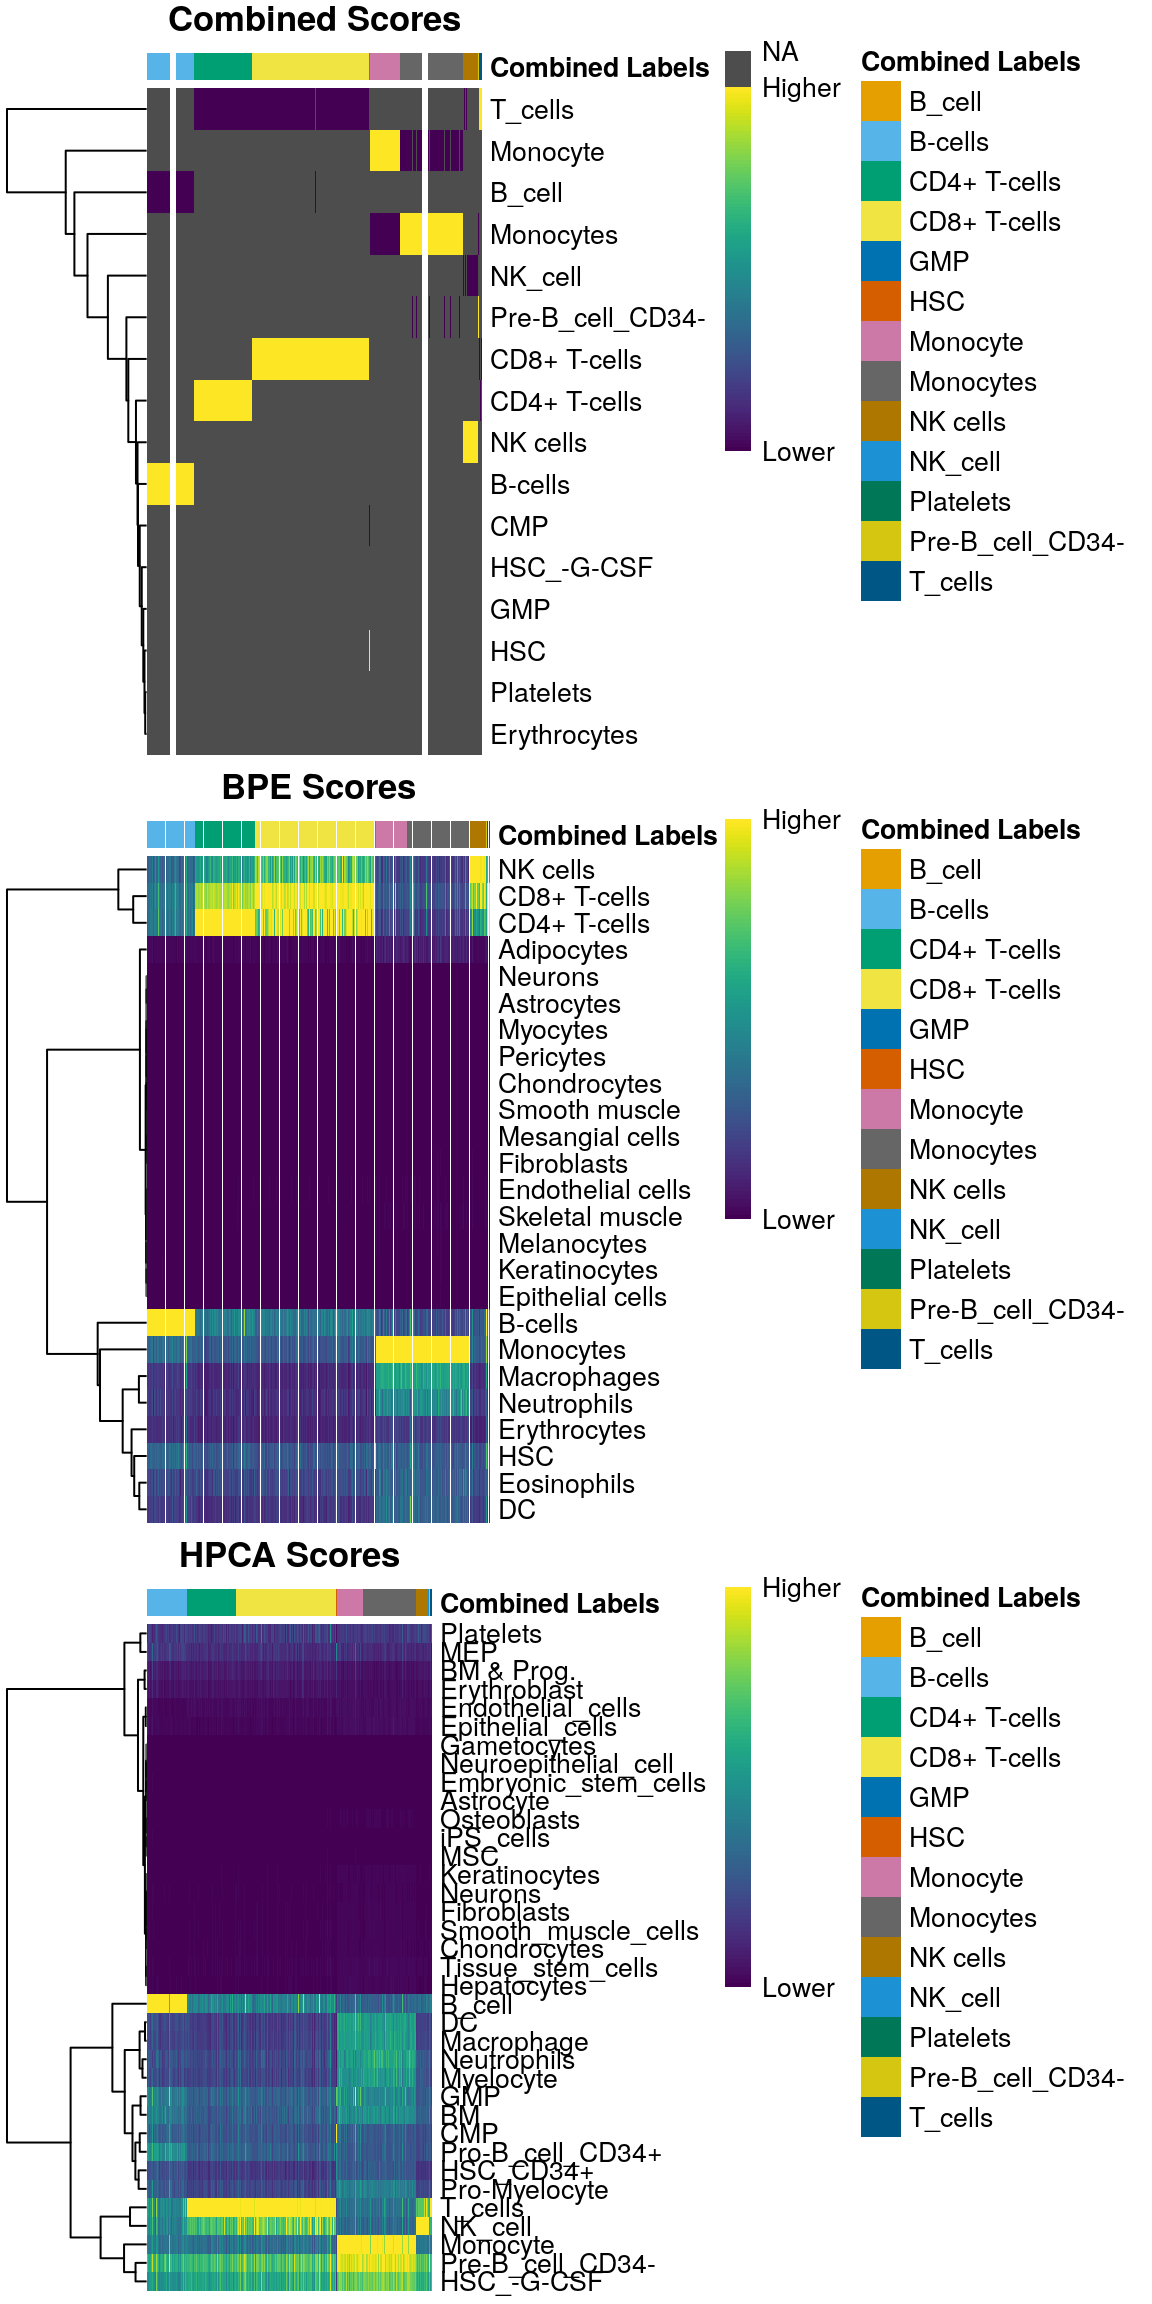 Combined Scores
Combined Labels
T_cells
Monocyte
B_cell
Monocytes
NK_cell
Pre-B_cell_CD34-
CD8+ T-cells
CD4+ T-cells
NK cells
B-cells
CMP
HSC_-G-CSF
GMP
HSC
Platelets
Erythrocytes
NA
Higher
Lower
Combined Labels
B_cell
B-cells
CD4+ T-cells
CD8+ T-cells
GMP
HSC
Monocyte
Monocytes
NK cells
NK_cell
Platelets
Pre-B_cell_CD34-
T_cells
BPE Scores
Combined Labels
NK cells
CD8+ T-cells
CD4+ T-cells
Adipocytes
Neurons
Astrocytes
Myocytes
Pericytes
Chondrocytes
Smooth muscle
Mesangial cells
Fibroblasts
Endothelial cells
Skeletal muscle
Melanocytes
Keratinocytes
Epithelial cells
B-cells
Monocytes
Macrophages
Neutrophils
Erythrocytes
HSC
Eosinophils
DC
Higher
Lower
Combined Labels
B_cell
B-cells
CD4+ T-cells
CD8+ T-cells
GMP
HSC
Monocyte
Monocytes
NK cells
NK_cell
Platelets
Pre-B_cell_CD34-
T_cells
HPCA Scores
Combined Labels
Platelets
MEP
BM & Prog.
Erythroblast
Endothelial_cells
Epithelial_cells
Gametocytes
Neuroepithelial_cell
Embryonic_stem_cells
Astrocyte
Osteoblasts
iPS_cells
MSC
Keratinocytes
Neurons
Fibroblasts
Smooth_muscle_cells
Chondrocytes
Tissue_stem_cells
Hepatocytes
B_cell
DC
Macrophage
Neutrophils
Myelocyte
GMP
BM
CMP
Pro-B_cell_CD34+
HSC_CD34+
Pro-Myelocyte
T_cells
NK_cell
Monocyte
Pre-B_cell_CD34-
HSC_-G-CSF
Higher
Lower
Combined Labels
B_cell
B-cells
CD4+ T-cells
CD8+ T-cells
GMP
HSC
Monocyte
Monocytes
NK cells
NK_cell
Platelets
Pre-B_cell_CD34-
T_cells